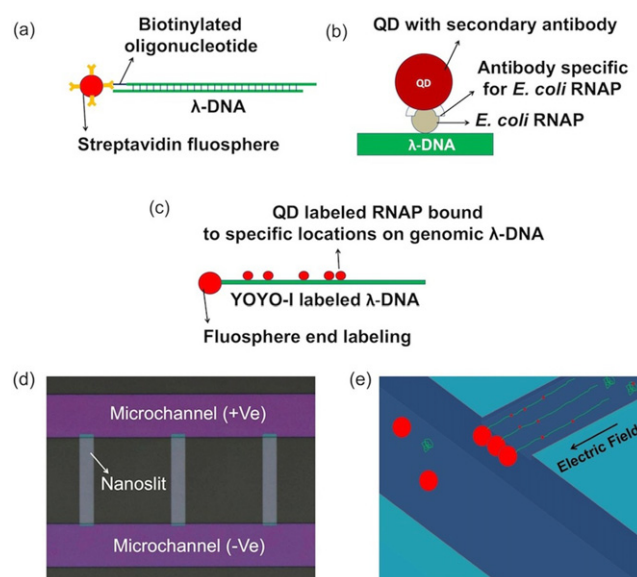 (a)
Biotinylated
oligonucleotide
λ-DNA
Streptavidin fluosphere
(b)
QD with secondary antibody
QD
Antibody specific
for E. coli RNAP
E. coli RNAP
λ-DNA
(c)
QD labeled RNAP bound
to specific locations on genomic λ-DNA
YOYO-I labeled λ-DNA
Fluosphere end labeling
(d)
Microchannel (+Ve)
Nanoslit
Microchannel (-Ve)
(e)
Electric Field